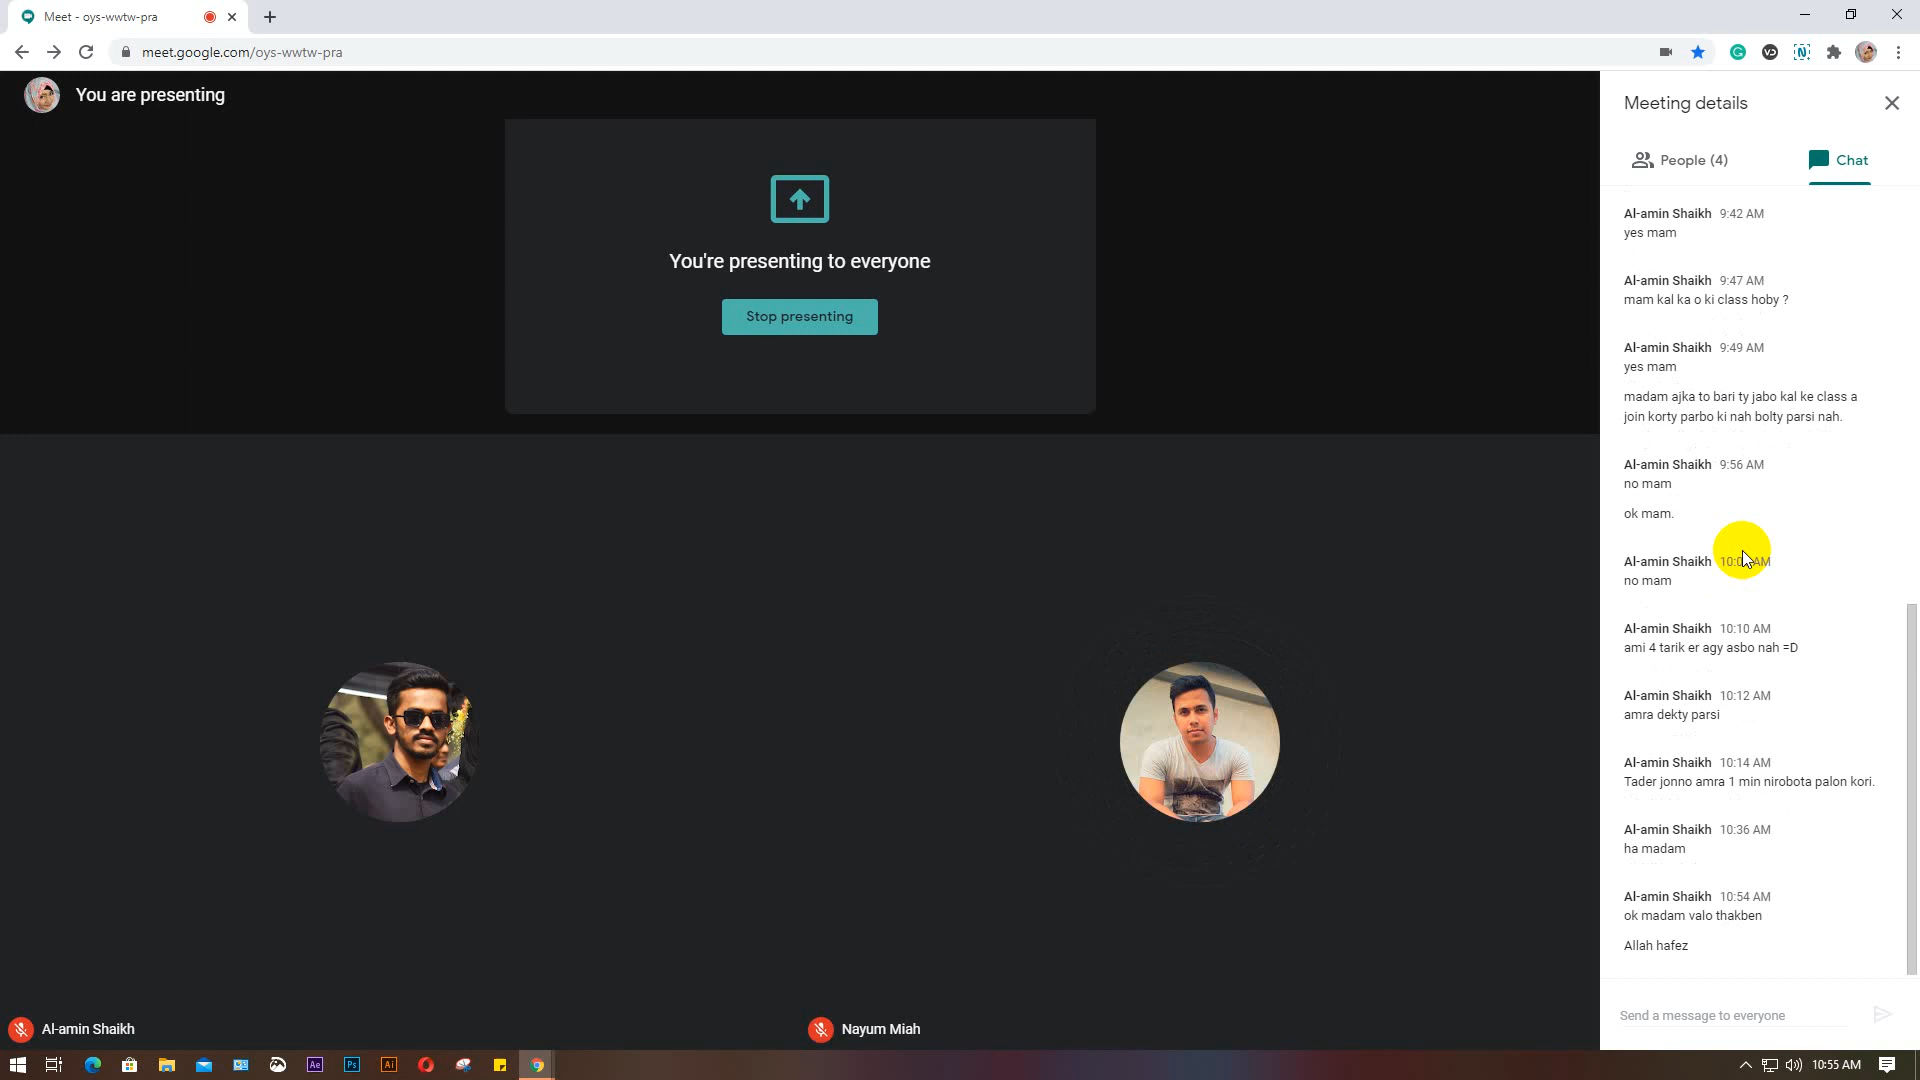 Meet - oys-wwtw-pra
meet.google.com/oys-wwtw-pra
You are presenting
You're presenting to everyone
Stop presenting
Al-amin Shaikh
Nayum Miah
Meeting details
People (4)
Chat
Al-amin Shaikh 9:42 AM
yes mam
Al-amin Shaikh 9:47 AM
mam kal ka o ki class hoby ?
Al-amin Shaikh 9:49 AM
yes mam
madam ajka to bari ty jabo kal ke class a
join korty parbo ki nah bolty parsi nah.
Al-amin Shaikh 9:56 AM
no mam
ok mam.
Al-amin Shaikh AM
no mam
Al-amin Shaikh 10:10 AM
ami 4 tarik er agy asbo nah =D
Al-amin Shaikh 10:12 AM
amra dekty parsi
Al-amin Shaikh 10:14 AM
Tader jonno amra 1 min nirobota palon kori.
Al-amin Shaikh 10:36 AM
ha madam
Al-amin Shaikh 10:54 AM
ok madam valo thakben
Allah hafez
Send a message to everyone
Ae
Ps
Ai
10:55 AM